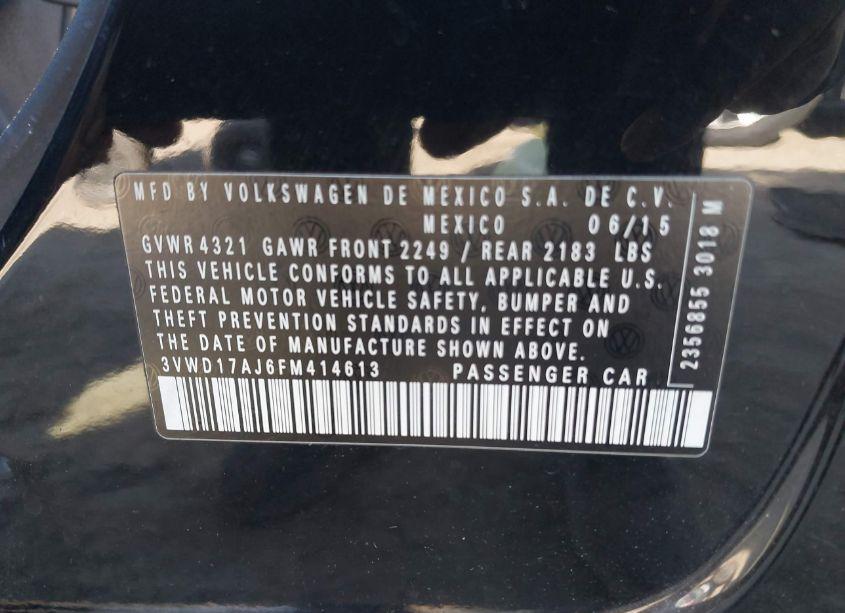 MFD BY VOLKSWAGEN DE MEXICO S.A. DE C.V.
MEXICO 06/15
GVWR 4321 GAWR FRONT 2249 / REAR 2183 LBS
THIS VEHICLE CONFORMS TO ALL APPLICABLE U.S.
FEDERAL MOTOR VEHICLE SAFETY, BUMPER AND
THEFT PREVENTION STANDARDS IN EFFECT ON
THE DATE OF MANUFACTURE SHOWN ABOVE.
3VWD17AJ6FM414613 PASSENGER CAR
2356855 3018 M